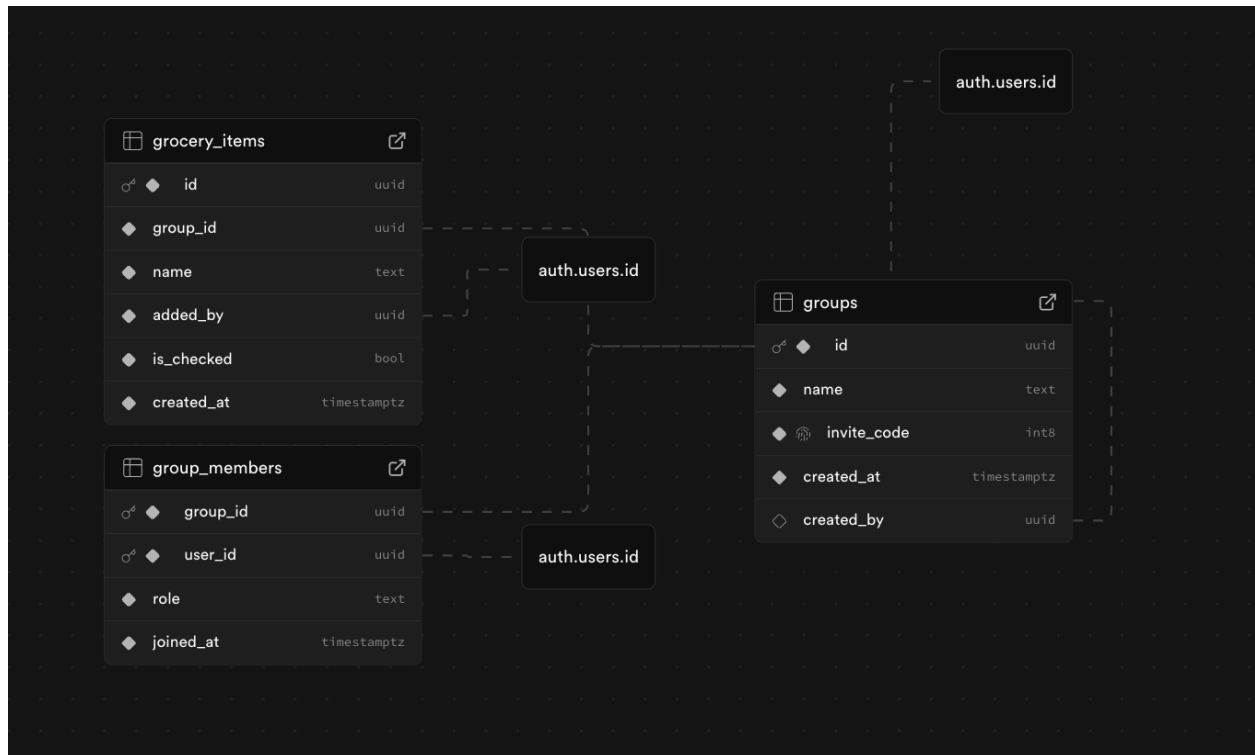 auth.users.id
grocery_items
id uuid
group_id uuid
name text
added_by uuid
is_checked bool
created_at timestamptz
auth.users.id
groups
id uuid
name text
invite_code int8
created_at timestamptz
created_by uuid
group_members
group_id uuid
user_id uuid
role text
joined_at timestamptz
auth.users.id